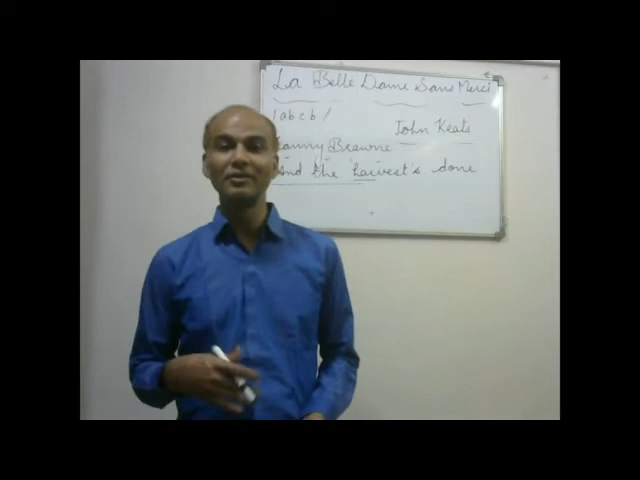 La Belle Dame Sans Merci
/abcb/
John Keats
Fanny Brawne
And the harvest's done